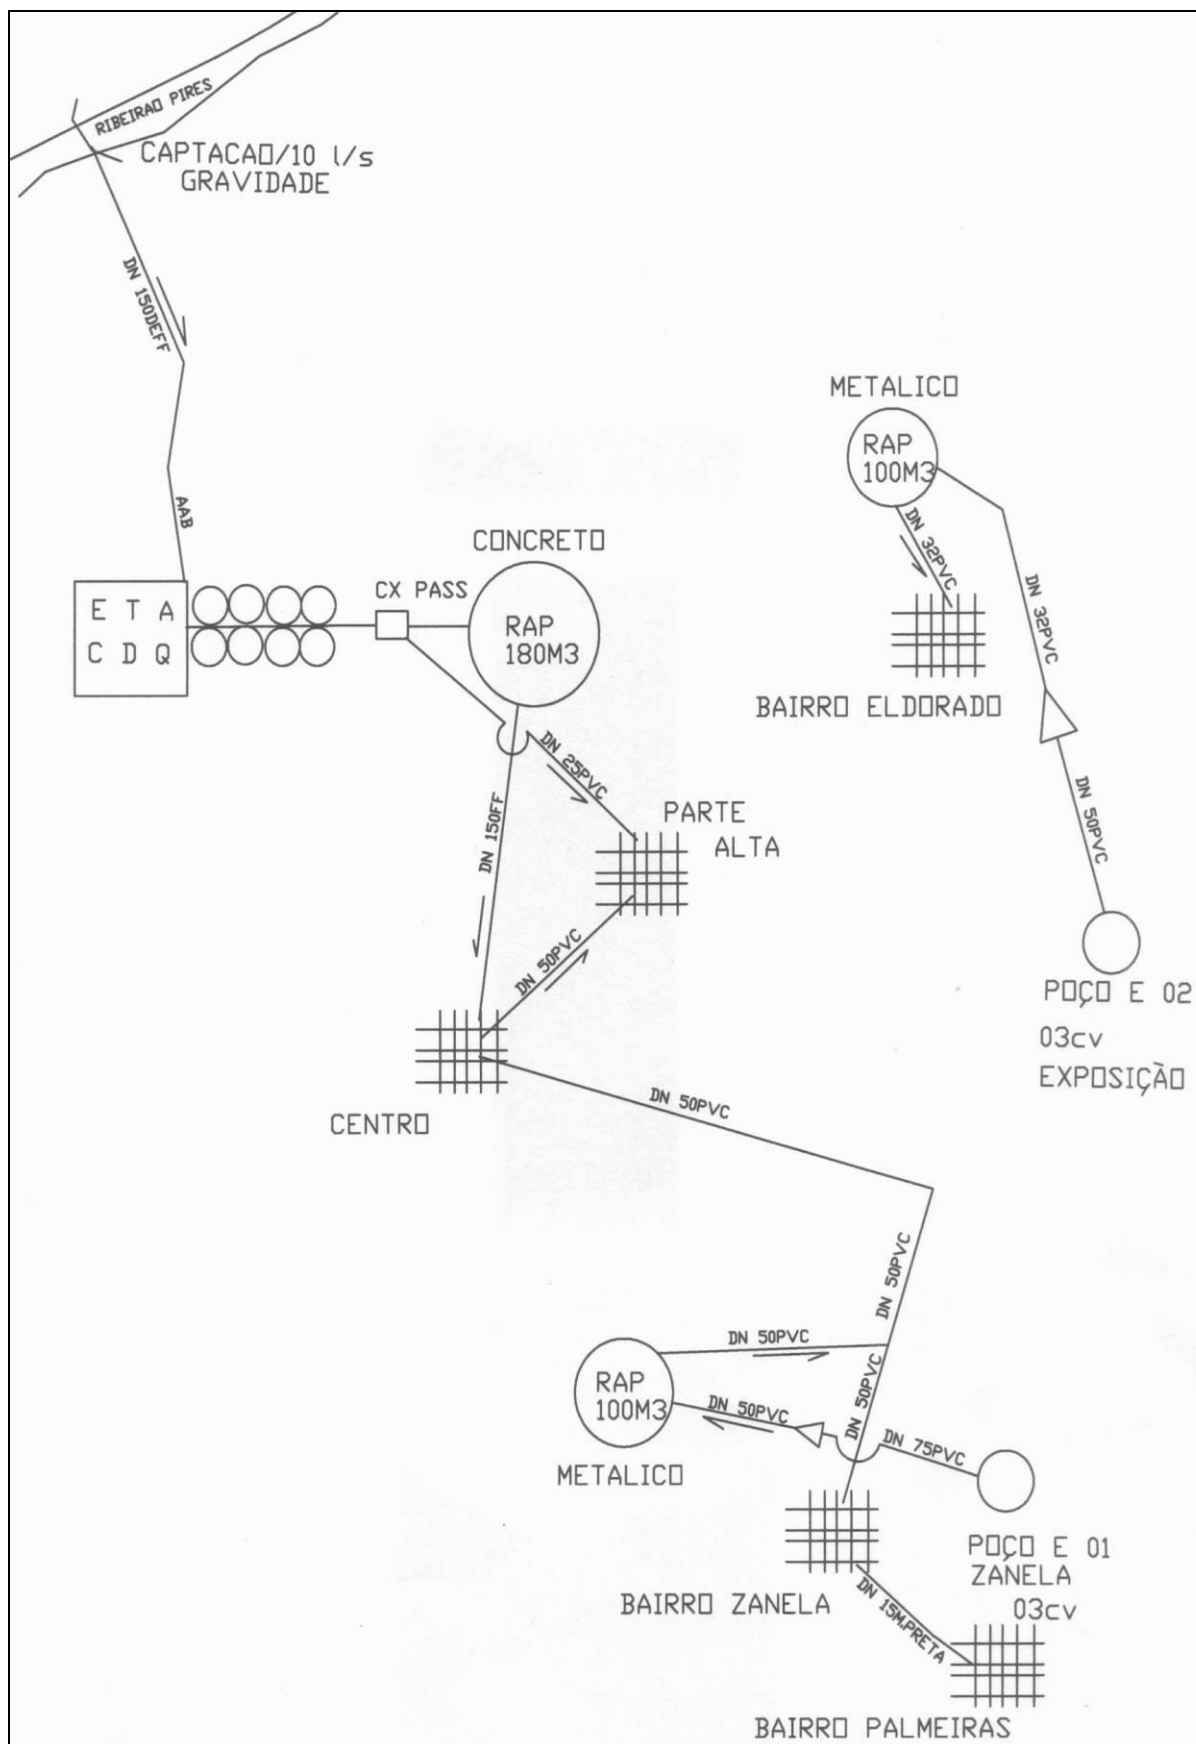 RIBEIRAO PIRES
CAPTACAO/10 l/s
GRAVIDADE
DN 150DEFF
AAB
E T A
C D Q
CX PASS
CONCRETO
RAP
180M3
DN 25PVC
DN 150FF
PARTE
ALTA
DN 50PVC
CENTRO
METALICO
RAP
100M3
DN 32PVC
BAIRRO ELDORADO
DN 32PVC
DN 50PVC
POÇO E 02
03cv
EXPOSIÇÃO
DN 50PVC
DN 50PVC
DN 50PVC
DN 50PVC
RAP
100M3
DN 50PVC
METALICO
DN 75PVC
POÇO E 01
ZANELA
03cv
BAIRRO ZANELA
DN 15M.PRETA
BAIRRO PALMEIRAS